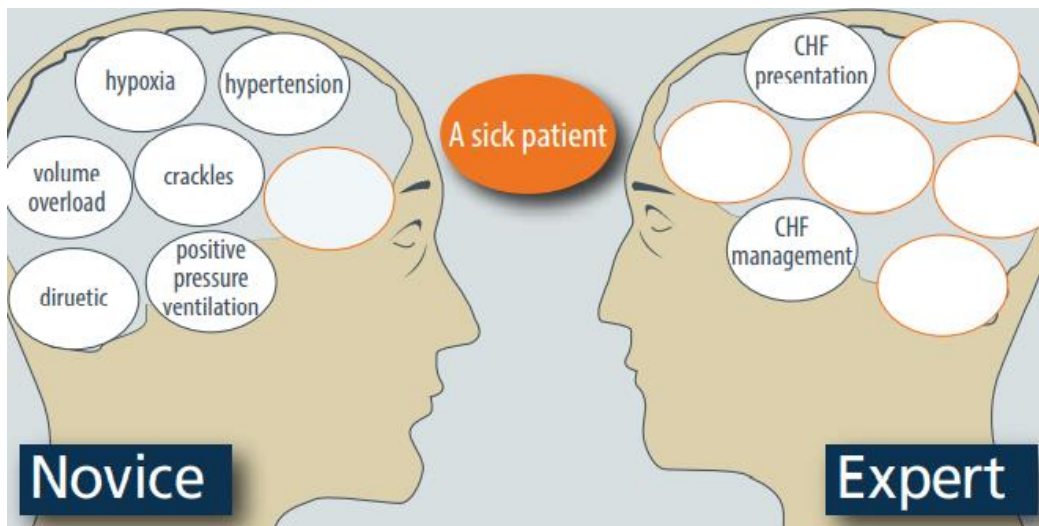 hypoxia
hypertension
volume
overload
crackles
diruetic
positive
pressure
ventilation
A sick patient
CHF
presentation
CHF
management
Novice
Expert